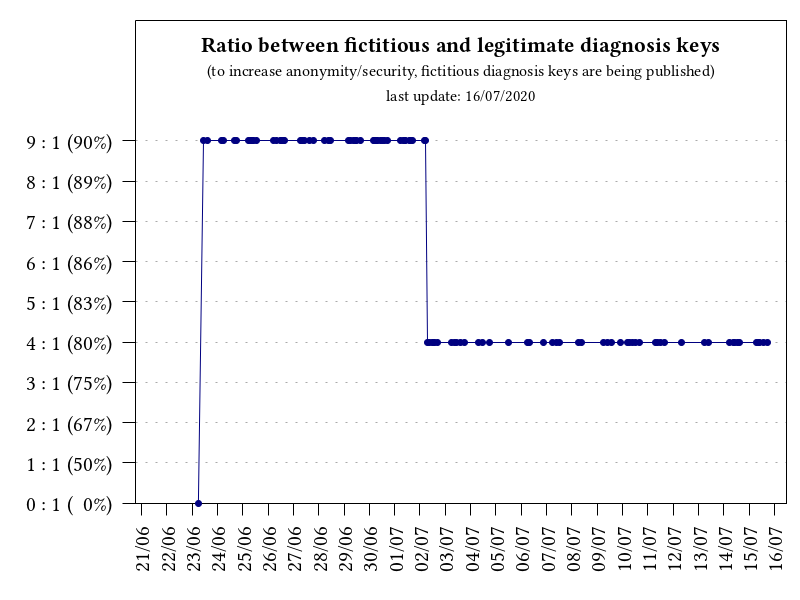 Ratio between fictitious and legitimate diagnosis keys
(to increase anonymity/security, fictitious diagnosis keys are being published)
last update: 16/07/2020
9 : 1 (90%)
8 : 1 (89%)
7 : 1 (88%)
6 : 1 (86%)
5 : 1 (83%)
4 : 1 (80%)
3 : 1 (75%)
2 : 1 (67%)
1 : 1 (50%)
0 : 1 (  0%)
21/06
22/06
23/06
24/06
25/06
26/06
27/06
28/06
29/06
30/06
01/07
02/07
03/07
04/07
05/07
06/07
07/07
08/07
09/07
10/07
11/07
12/07
13/07
14/07
15/07
16/07